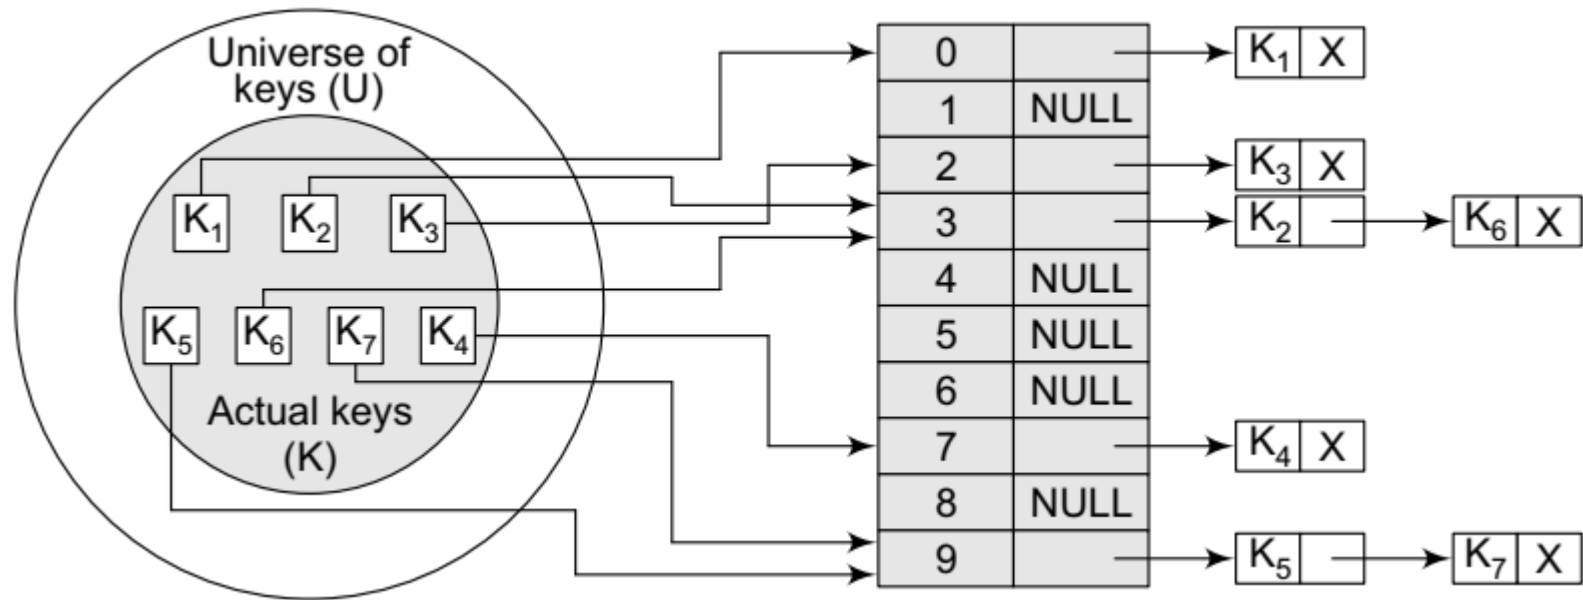 Universe of
keys (U)
K₁ K₂ K₃
K₅ K₆ K₇ K₄
Actual keys
(K)
0 K₁ X
1 NULL
2 K₃ X
3 K₂ K₆ X
4 NULL
5 NULL
6 NULL
7 K₄ X
8 NULL
9 K₅ K₇ X